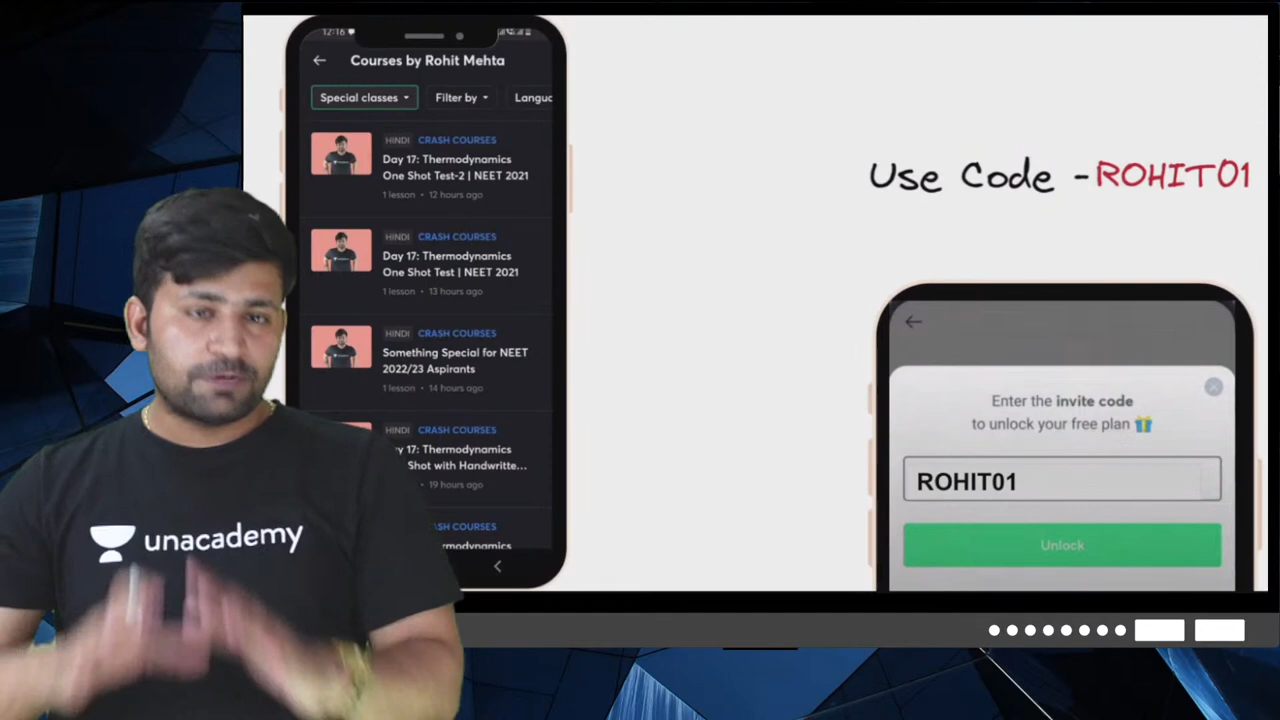 12:16
Courses by Rohit Mehta
Special classes
Filter by
HINDI CRASH COURSES
Day 17: Thermodynamics
One Shot Test-2 | NEET 2021
1 lesson • 12 hours ago
HINDI CRASH COURSES
Day 17: Thermodynamics
One Shot Test | NEET 2021
1 lesson • 13 hours ago
HINDI CRASH COURSES
Something Special for NEET
2022/23 Aspirants
1 lesson • 14 hours ago
HINDI CRASH COURSES
17: Thermodynamics
Shot with Handwritte...
19 hours ago
COURSES
unacademy
Use Code - ROHIT01
Enter the invite code
to unlock your free plan
ROHIT01
Unlock